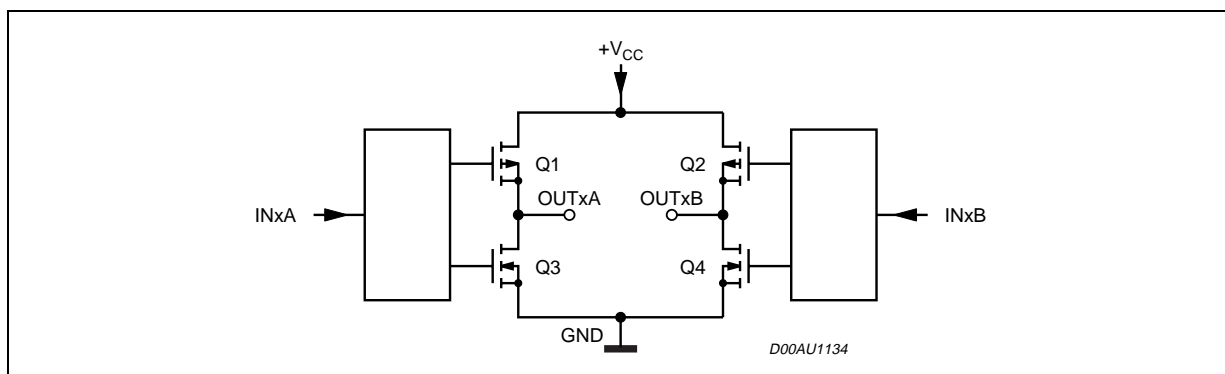 +VCC
Q1
Q2
OUTxA
OUTxB
INxA
INxB
Q3
Q4
GND
D00AU1134